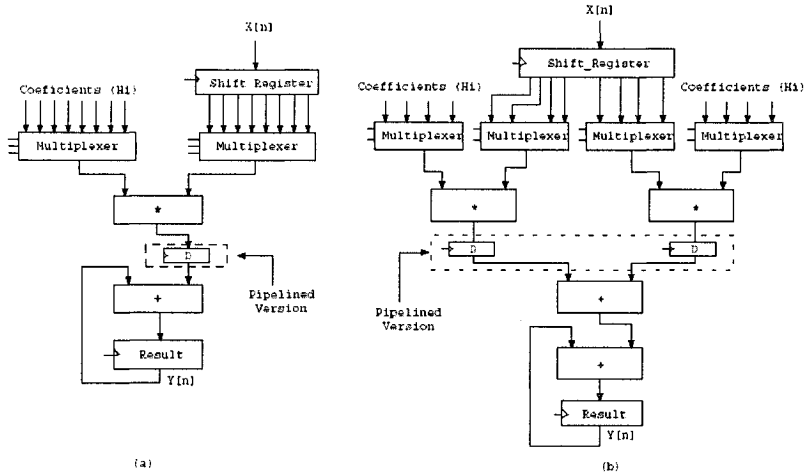 X[n]
Shift Register
Coeficients (Hi)
Multiplexer
Multiplexer
*
D
Pipelined
Version
+
Result
Y[n]
(a)
X[n]
Shift_Register
Coefficients (Hi)
Coefficients (Hi)
Multiplexer
Multiplexer
Multiplexer
Multiplexer
*
*
D
D
Pipelined
Version
+
+
Result
Y[n]
(b)